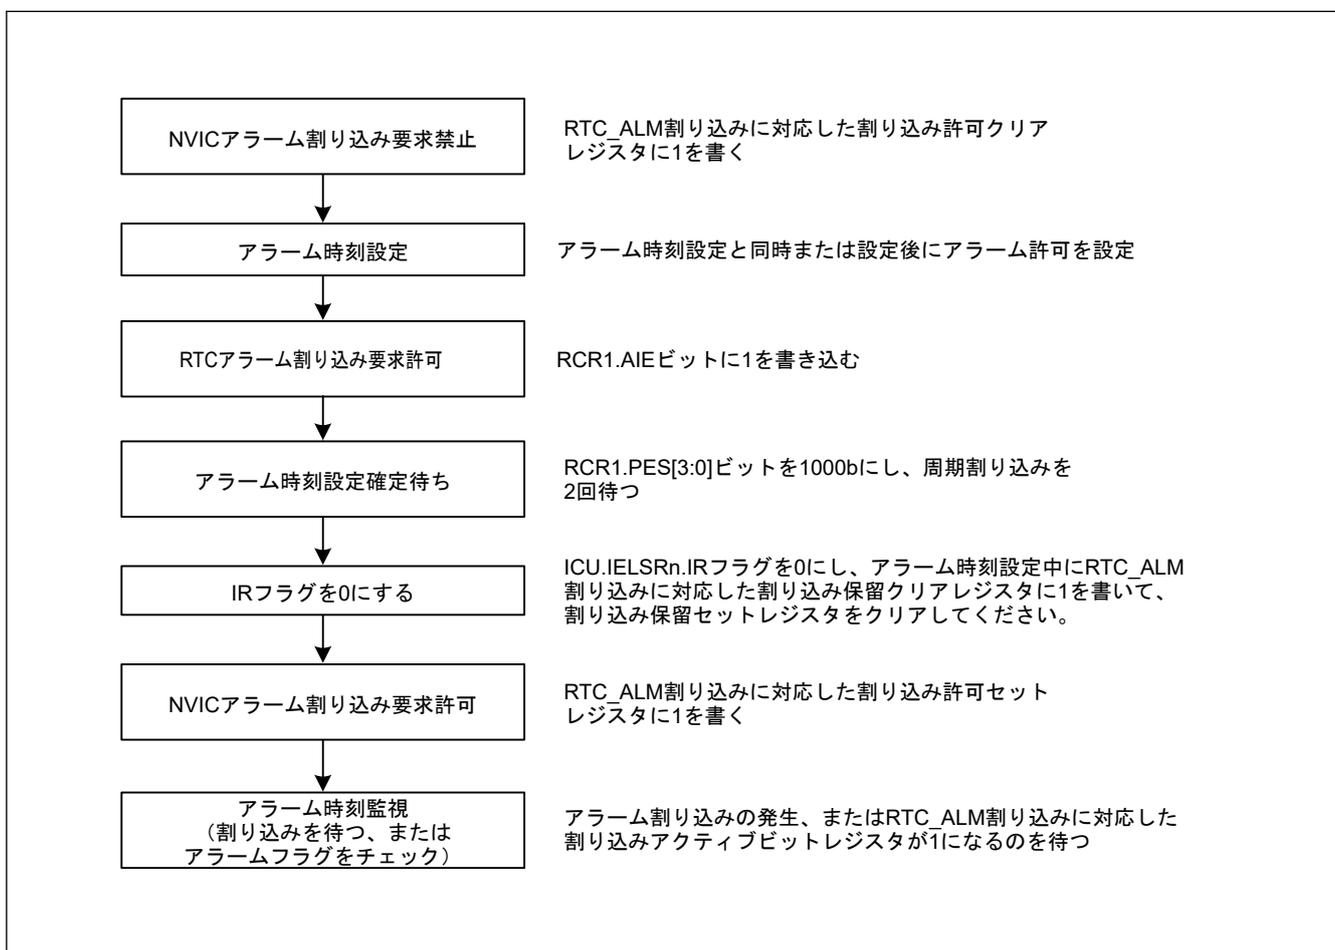 NVICアラーム割り込み要求禁止
RTC_ALM割り込みに対応した割り込み許可クリア
レジスタに1を書く
アラーム時刻設定
アラーム時刻設定と同時または設定後にアラーム許可を設定
RTCアラーム割り込み要求許可
RCR1.AIEビットに1を書き込む
アラーム時刻設定確定待ち
RCR1.PES[3:0]ビットを1000bにし、周期割り込みを
2回待つ
IRフラグを0にする
ICU.IELSRn.IRフラグを0にし、アラーム時刻設定中にRTC_ALM
割り込みに対応した割り込み保留クリアレジスタに1を書いて、
割り込み保留セットレジスタをクリアしてください。
NVICアラーム割り込み要求許可
RTC_ALM割り込みに対応した割り込み許可セット
レジスタに1を書く
アラーム時刻監視
（割り込みを待つ、または
アラームフラグをチェック）
アラーム割り込みの発生、またはRTC_ALM割り込みに対応した
割り込みアクティブビットレジスタが1になるのを待つ